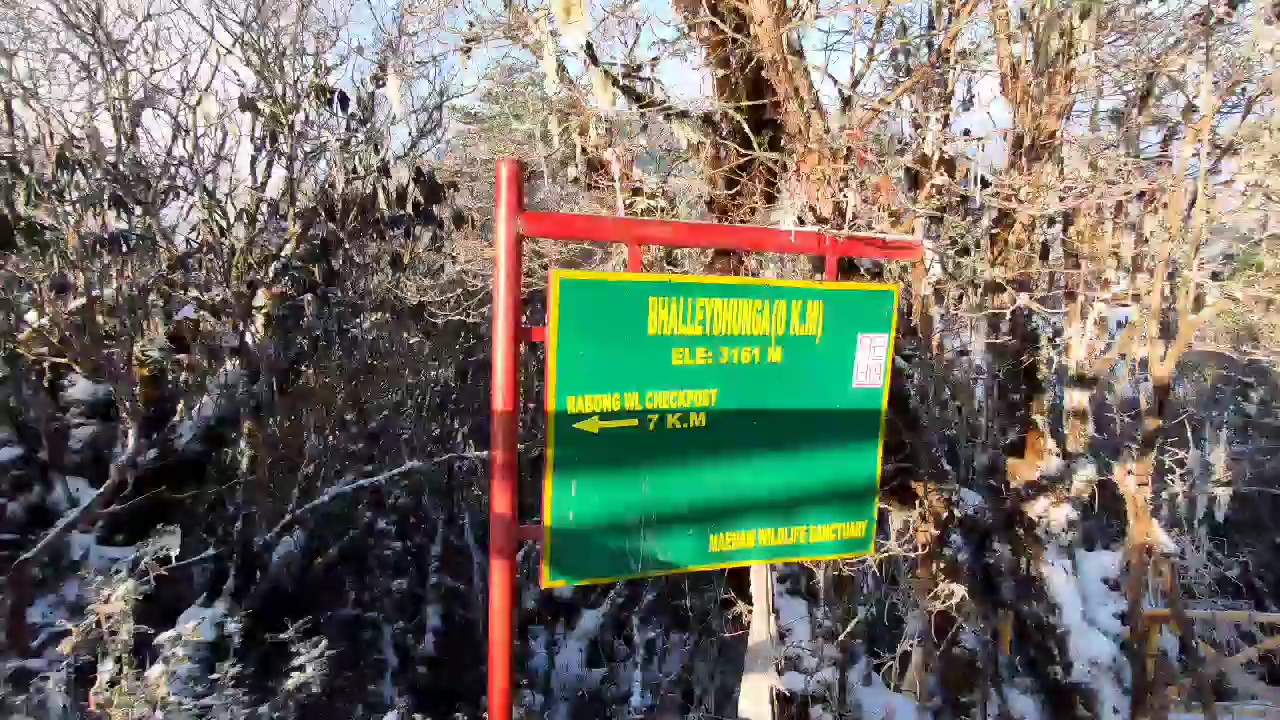 BHALLEYDHUNGA(0 K.M)
ELE: 3161 M
RABONG WL CHECKPOST
7 K.M
MAENAM WILDLIFE SANCTUARY